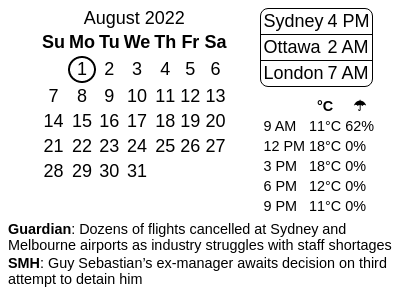 August 2022
Su Mo Tu We Th Fr Sa
1 2 3 4 5 6
7 8 9 10 11 12 13
14 15 16 17 18 19 20
21 22 23 24 25 26 27
28 29 30 31
Sydney 4 PM
Ottawa 2 AM
London 7 AM
°C ☂
9 AM 11°C 62%
12 PM 18°C 0%
3 PM 18°C 0%
6 PM 12°C 0%
9 PM 11°C 0%
Guardian: Dozens of flights cancelled at Sydney and
Melbourne airports as industry struggles with staff shortages
SMH: Guy Sebastian’s ex-manager awaits decision on third
attempt to detain him